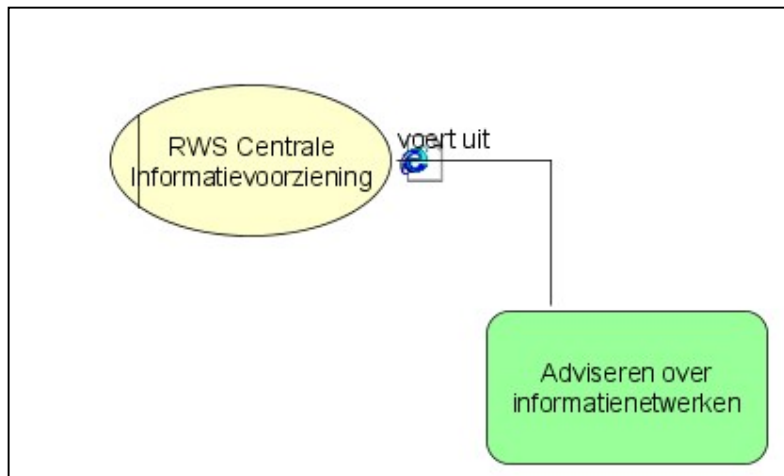 RWS Centrale
Informatievoorziening
voert uit
Adviseren over
informatienetwerken